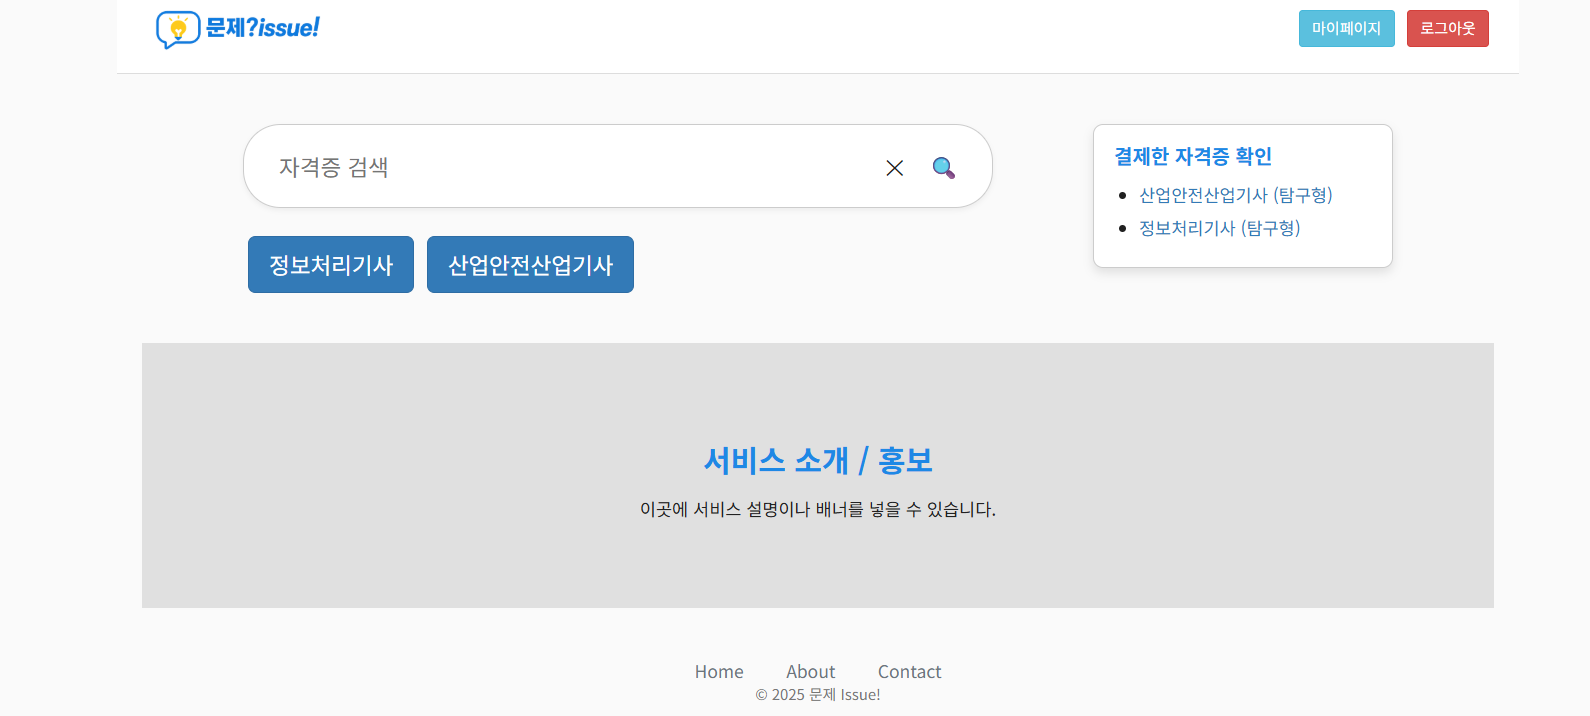 문제?issue!
마이페이지
로그아웃
자격증 검색
정보처리기사
산업안전산업기사
결제한 자격증 확인
산업안전산업기사 (탐구형)
정보처리기사 (탐구형)
서비스 소개 / 홍보
이곳에 서비스 설명이나 배너를 넣을 수 있습니다.
Home About Contact
© 2025 문제 Issue!